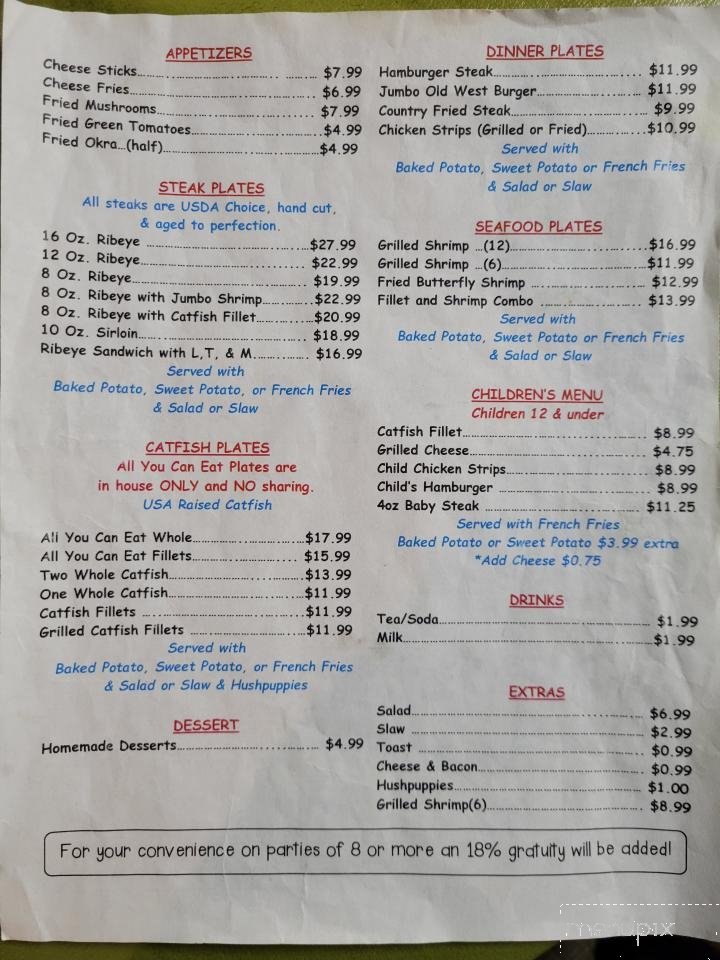 APPETIZERS
Cheese Sticks $7.99
Cheese Fries $6.99
Fried Mushrooms $7.99
Fried Green Tomatoes $4.99
Fried Okra...(half) $4.99
STEAK PLATES
All steaks are USDA Choice, hand cut,
& aged to perfection.
16 Oz. Ribeye $27.99
12 Oz. Ribeye $22.99
8 Oz. Ribeye $19.99
8 Oz. Ribeye with Jumbo Shrimp $22.99
8 Oz. Ribeye with Catfish Fillet $20.99
10 Oz. Sirloin $18.99
Ribeye Sandwich with L,T, & M $16.99
Served with
Baked Potato, Sweet Potato, or French Fries
& Salad or Slaw
CATFISH PLATES
All You Can Eat Plates are
in house ONLY and NO sharing.
USA Raised Catfish
All You Can Eat Whole $17.99
All You Can Eat Fillets $15.99
Two Whole Catfish $13.99
One Whole Catfish $11.99
Catfish Fillets $11.99
Grilled Catfish Fillets $11.99
Served with
Baked Potato, Sweet Potato, or French Fries
& Salad or Slaw & Hushpuppies
DESSERT
Homemade Desserts $4.99
DINNER PLATES
Hamburger Steak $11.99
Jumbo Old West Burger $11.99
Country Fried Steak $9.99
Chicken Strips (Grilled or Fried) $10.99
Served with
Baked Potato, Sweet Potato or French Fries
& Salad or Slaw
SEAFOOD PLATES
Grilled Shrimp ...(12) $16.99
Grilled Shrimp ...(6) $11.99
Fried Butterfly Shrimp $12.99
Fillet and Shrimp Combo $13.99
Served with
Baked Potato, Sweet Potato or French Fries
& Salad or Slaw
CHILDREN'S MENU
Children 12 & under
Catfish Fillet $8.99
Grilled Cheese $4.75
Child Chicken Strips $8.99
Child's Hamburger $8.99
4oz Baby Steak $11.25
Served with French Fries
Baked Potato or Sweet Potato $3.99 extra
*Add Cheese $0.75
DRINKS
Tea/Soda $1.99
Milk $1.99
EXTRAS
Salad $6.99
Slaw $2.99
Toast $0.99
Cheese & Bacon $0.99
Hushpuppies $1.00
Grilled Shrimp(6) $8.99
For your convenience on parties of 8 or more an 18% gratuity will be added!
menupix